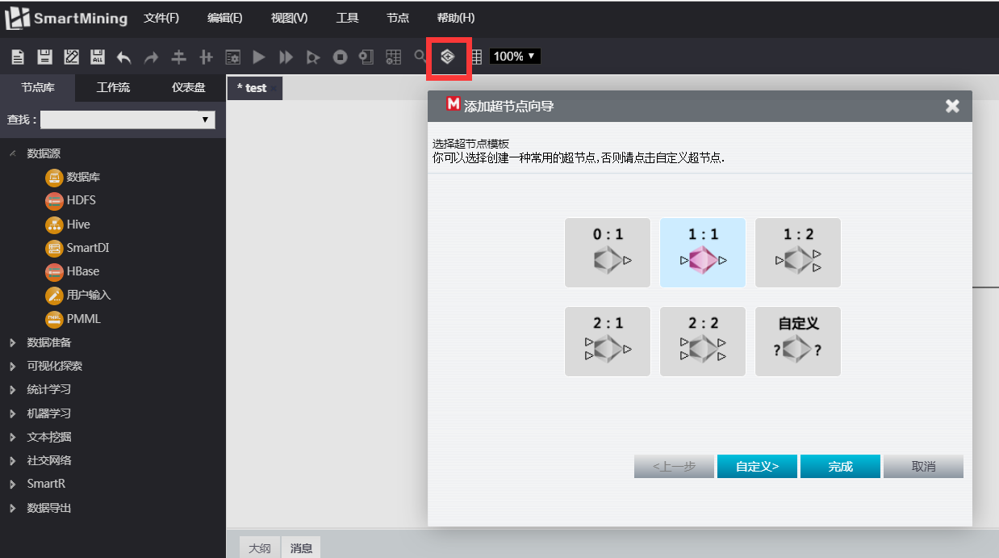 SmartMining 文件(F) 编辑(E) 视图(V) 工具 节点 帮助(H)
ALL 100% ▼
节点库 工作流 仪表盘
* test
查找：
数据源
数据库
HDFS
Hive
SmartDI
HBase
用户输入
PMML PMML
数据准备
可视化探索
统计学习
机器学习
文本挖掘
社交网络
SmartR
数据导出
M 添加超节点向导
选择超节点模板
你可以选择创建一种常用的超节点,否则请点击自定义超节点.
0 : 1 1 : 1 1 : 2
2 : 1 2 : 2 自定义
? ?
<上一步 自定义> 完成 取消
大纲 消息